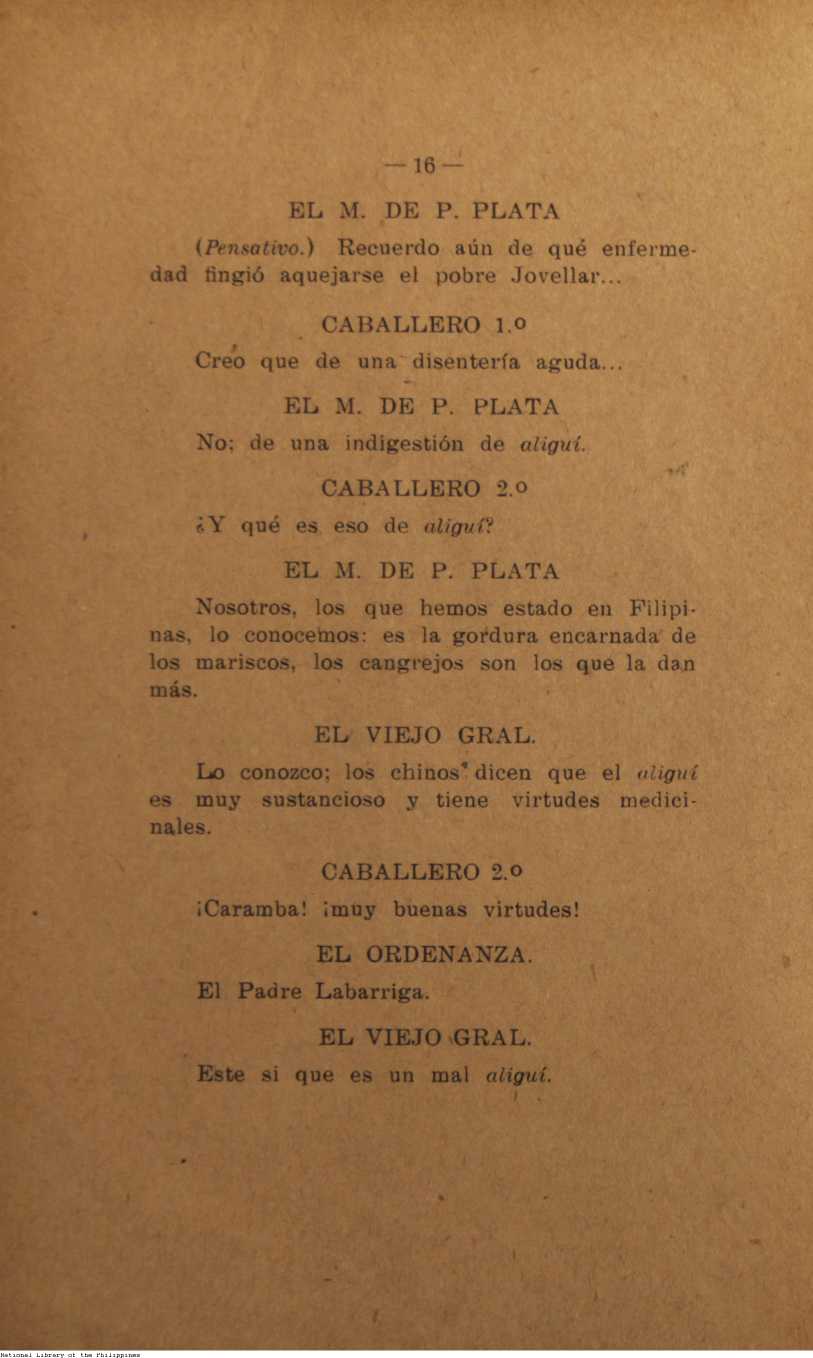 — 16 —
EL M. DE P. PLATA
(Pensativo.) Recuerdo aún de qué enferme-
dad fingió aquejarse el pobre Jovellar...
CABALLERO 1.º
Creo que de una disentería aguda...
EL M. DE P. PLATA
No; de una indigestión de aliguí.
CABALLERO 2.º
¿Y qué es eso de aliguí?
EL M. DE P. PLATA
Nosotros, los que hemos estado en Filipi-
nas, lo conocemos: es la gordura encarnada de
los mariscos, los cangrejos son los que la dan
más.
EL VIEJO GRAL.
Lo conozco; los chinos dicen que el aliguí
es muy sustancioso y tiene virtudes medici-
nales.
CABALLERO 2.º
¡Caramba! ¡muy buenas virtudes!
EL ORDENANZA.
El Padre Labarriga.
EL VIEJO GRAL.
Este si que es un mal aliguí.
National Library of the Philippines